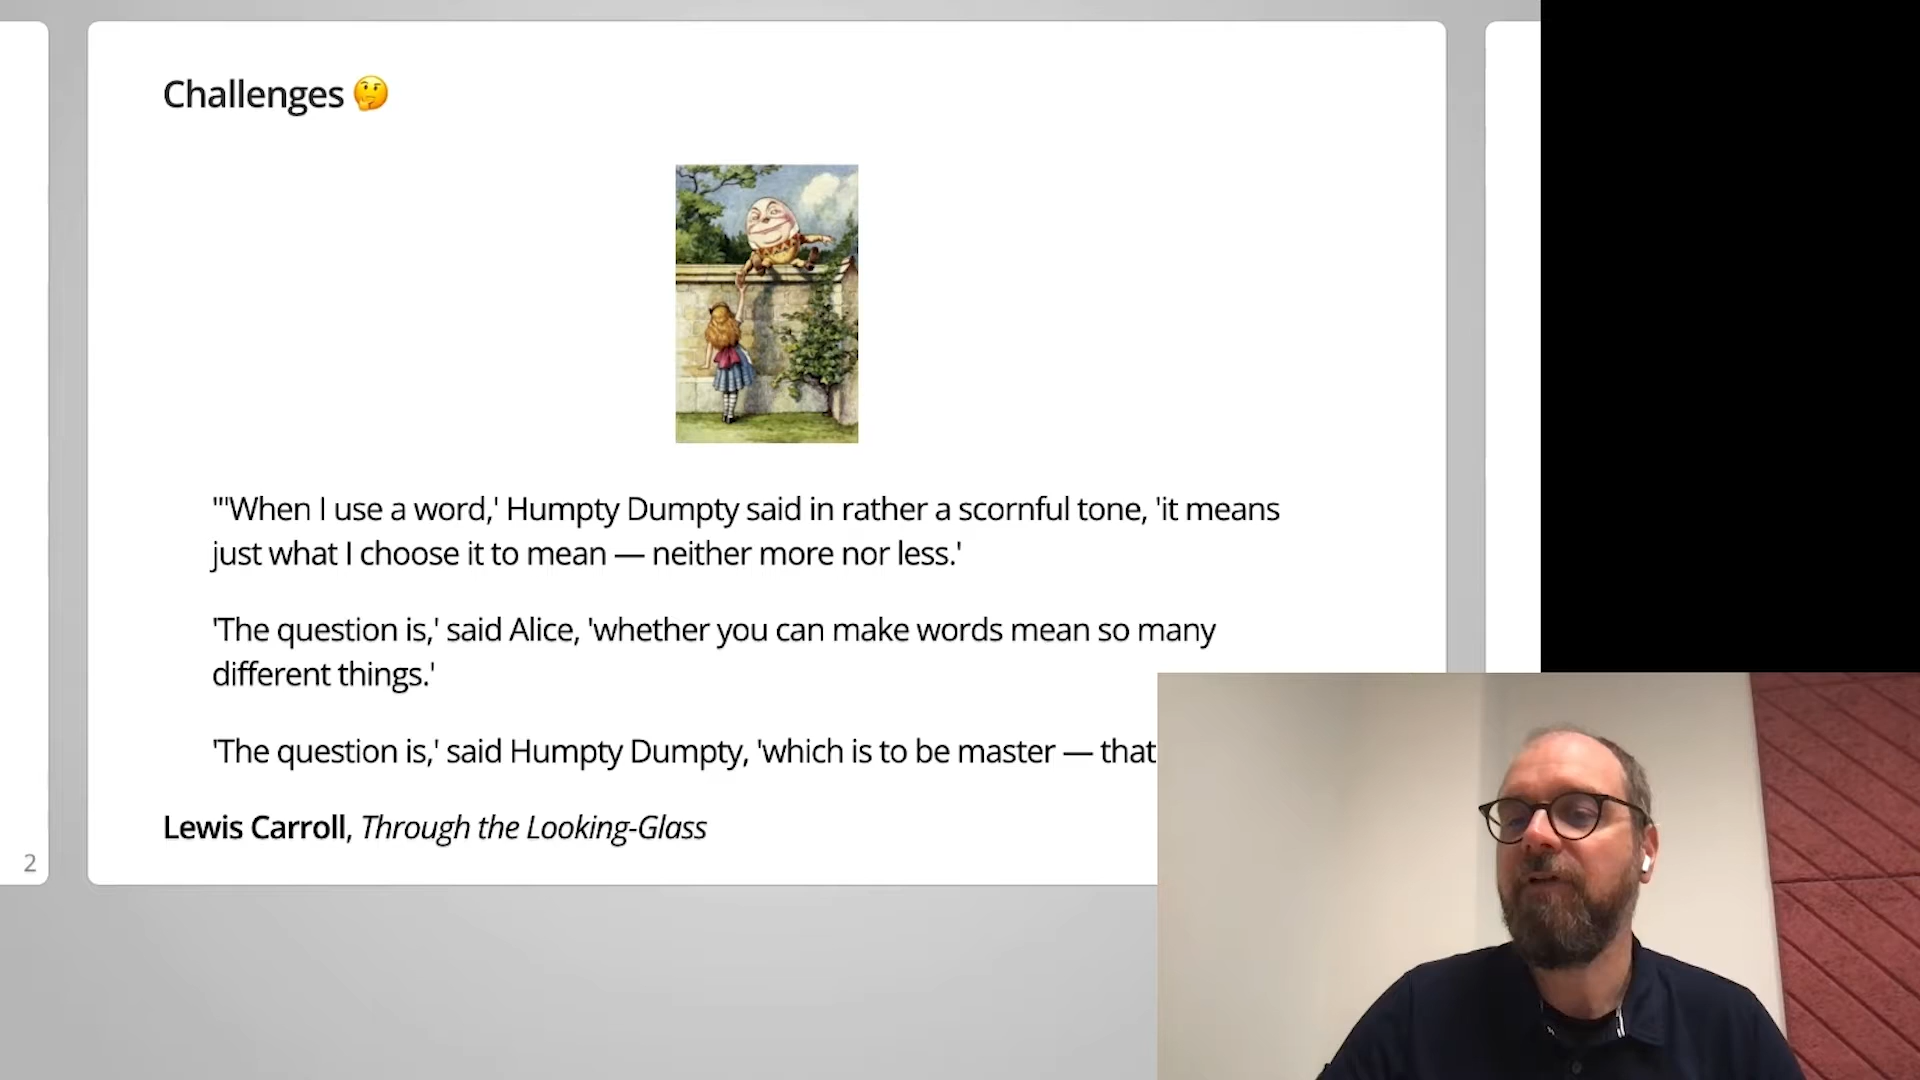 Challenges 🤔
"'When I use a word,' Humpty Dumpty said in rather a scornful tone, 'it means
just what I choose it to mean — neither more nor less.'
'The question is,' said Alice, 'whether you can make words mean so many
different things.'
'The question is,' said Humpty Dumpty, 'which is to be master — that
Lewis Carroll, Through the Looking-Glass
2